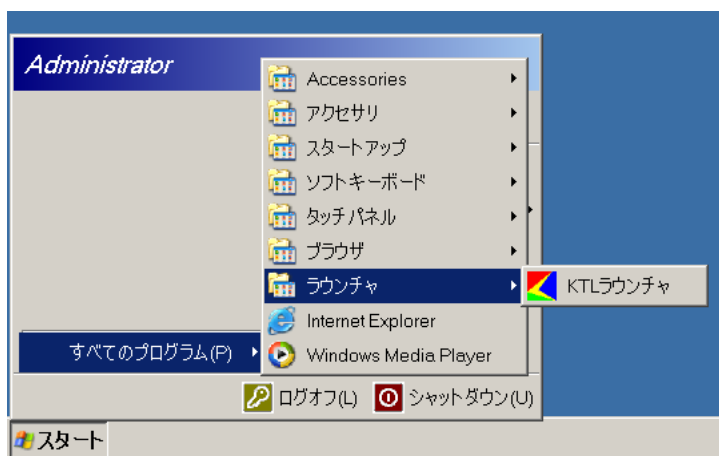 Administrator
Accessories
アクセサリ
スタートアップ
ソフトキーボード
タッチパネル
ブラウザ
ラウンチャ
KTLラウンチャ
Internet Explorer
すべてのプログラム(P)
Windows Media Player
ログオフ(L)
シャットダウン(U)
スタート